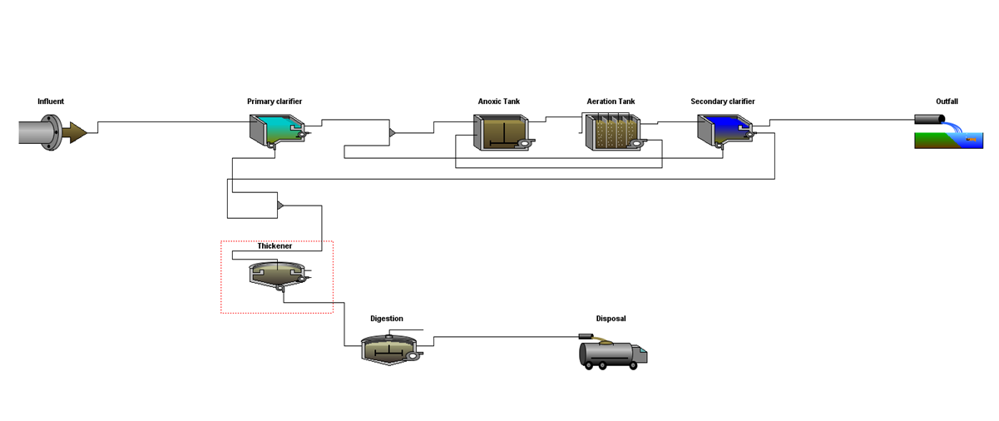 Influent
Primary clarifier
Anoxic Tank
Aeration Tank
Secondary clarifier
Outfall
Thickener
Digestion
Disposal